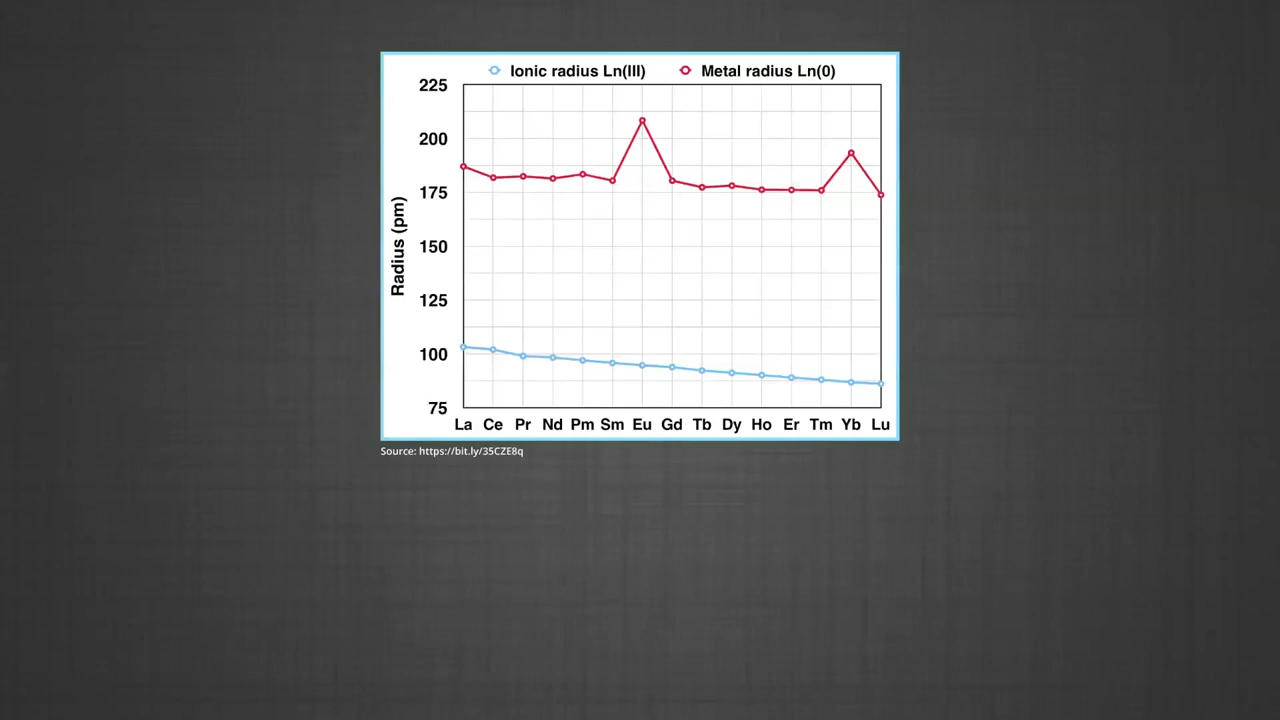 Ionic radius Ln(III) Metal radius Ln(0)
225
200
175
150
125
100
75
Radius (pm)
La Ce Pr Nd Pm Sm Eu Gd Tb Dy Ho Er Tm Yb Lu
Source: https://bit.ly/35CZE8q